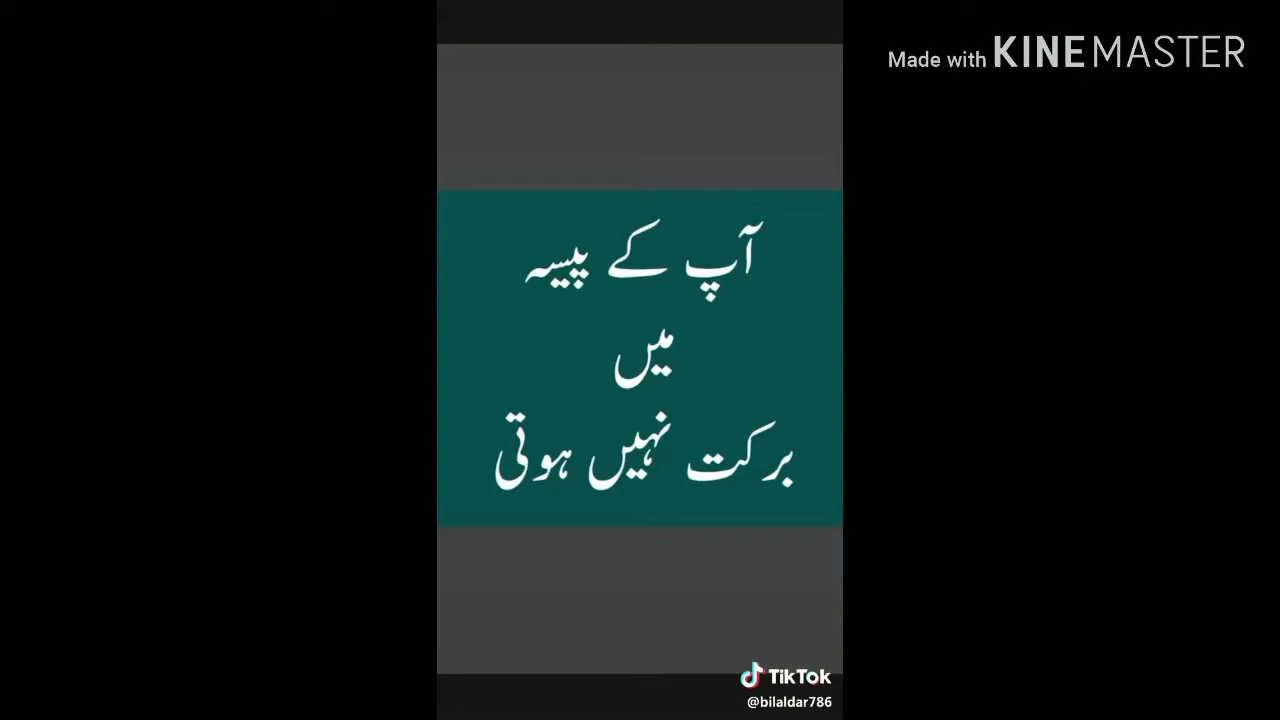 Made with KINEMASTER
آپ کے پیسہ
میں
برکت نہیں ہوتی
TikTok
@bilaldar786